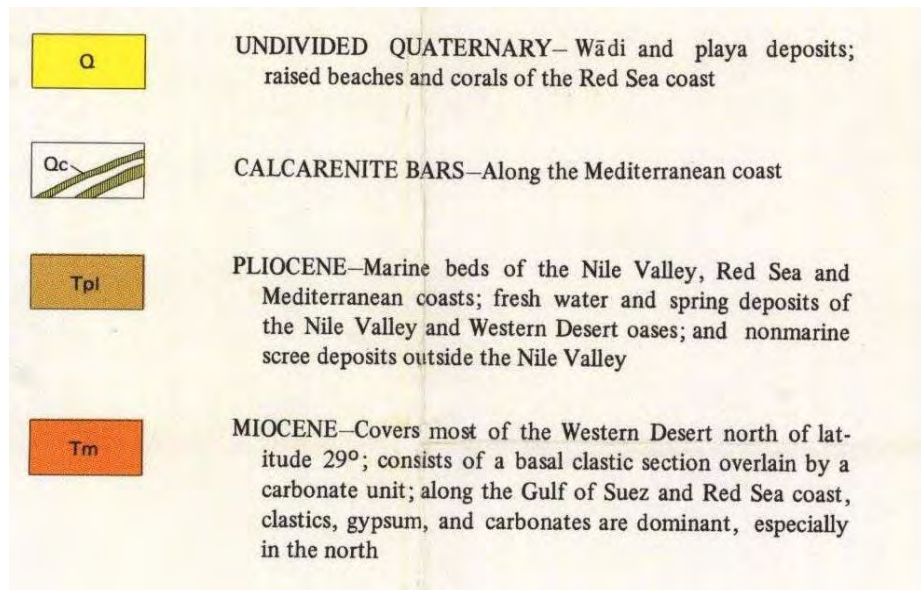 Q
UNDIVIDED QUATERNARY—Wādi and playa deposits;
raised beaches and corals of the Red Sea coast
Qc
CALCARENITE BARS—Along the Mediterranean coast
Tpl
PLIOCENE—Marine beds of the Nile Valley, Red Sea and
Mediterranean coasts; fresh water and spring deposits of
the Nile Valley and Western Desert oases; and nonmarine
scree deposits outside the Nile Valley
Tm
MIOCENE—Covers most of the Western Desert north of lat-
itude 29°; consists of a basal clastic section overlain by a
carbonate unit; along the Gulf of Suez and Red Sea coast,
clastics, gypsum, and carbonates are dominant, especially
in the north